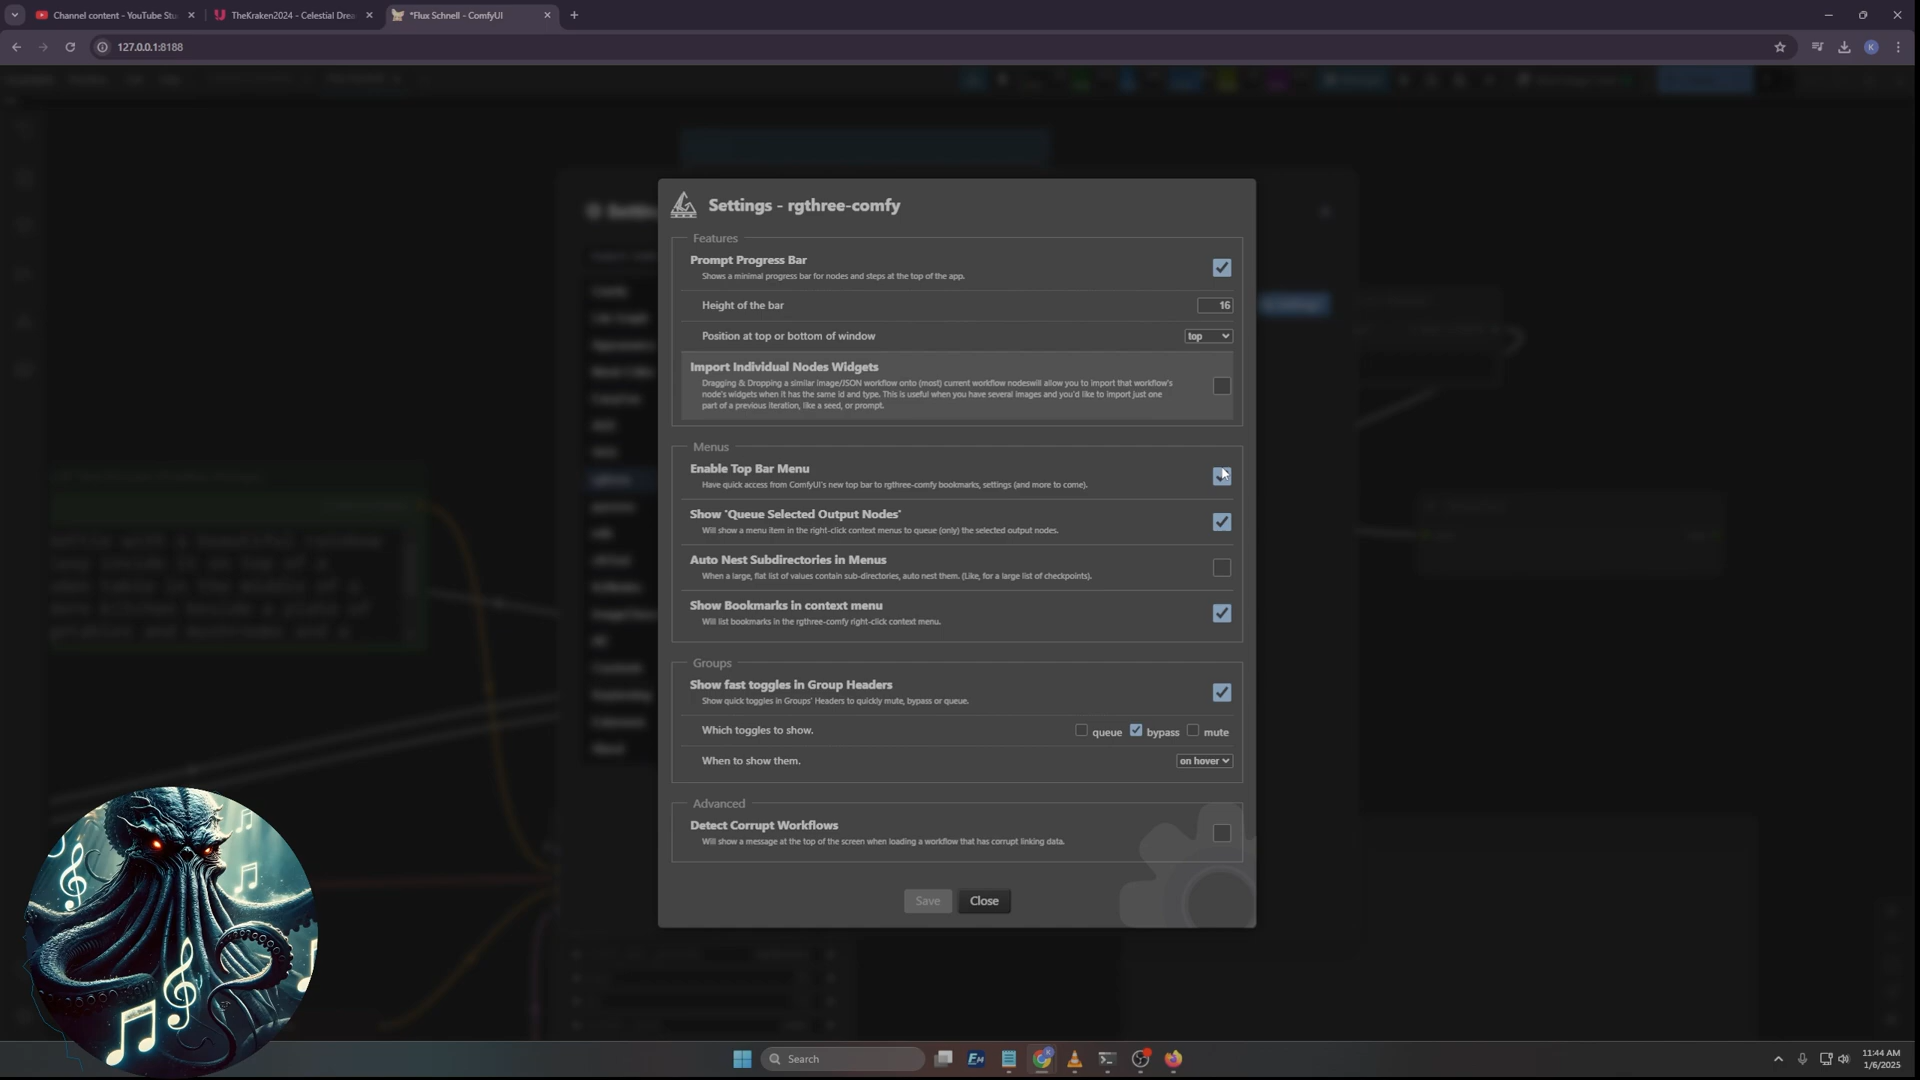 Channel content - YouTube Stu
TheKraken2024 - Celestial Drea
*Flux Schnell - ComfyUI
127.0.0.1:8188
K
Settings - rgthree-comfy
Features
Prompt Progress Bar
Shows a minimal progress bar for nodes and steps at the top of the app.
Height of the bar
16
Position at top or bottom of window
top
Import Individual Nodes Widgets
Dragging & Dropping a similar image/JSON workflow onto (most) current workflow nodeswill allow you to import that workflow's
node's widgets when it has the same id and type. This is useful when you have several images and you'd like to import just one
part of a previous iteration, like a seed, or prompt.
Menus
Enable Top Bar Menu
Have quick access from ComfyUI's new top bar to rgthree-comfy bookmarks, settings (and more to come).
Show 'Queue Selected Output Nodes'
Will show a menu item in the right-click context menus to queue (only) the selected output nodes.
Auto Nest Subdirectories in Menus
When a large, flat list of values contain sub-directories, auto nest them. (Like, for a large list of checkpoints).
Show Bookmarks in context menu
Will list bookmarks in the rgthree-comfy right-click context menu.
Groups
Show fast toggles in Group Headers
Show quick toggles in Groups' Headers to quickly mute, bypass or queue.
Which toggles to show.
queue bypass mute
When to show them.
on hover
Advanced
Detect Corrupt Workflows
Will show a message at the top of the screen when loading a workflow that has corrupt linking data.
Save
Close
Search
11:44 AM
1/6/2025